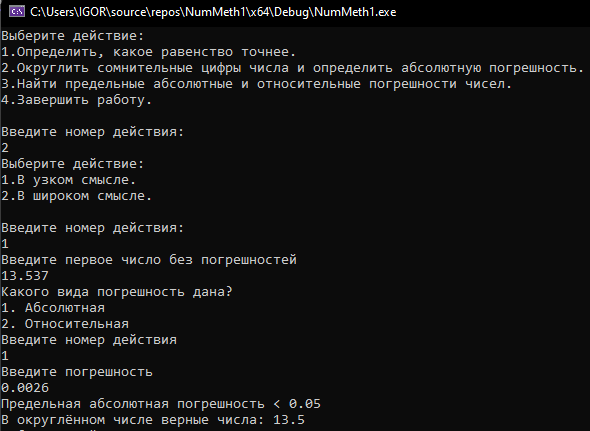 C:\Users\IGOR\source\repos\NumMeth1\x64\Debug\NumMeth1.exe
Выберите действие:
1.Определить, какое равенство точнее.
2.Округлить сомнительные цифры числа и определить абсолютную погрешность.
3.Найти предельные абсолютные и относительные погрешности чисел.
4.Завершить работу.
Введите номер действия:
2
Выберите действие:
1.В узком смысле.
2.В широком смысле.
Введите номер действия:
1
Введите первое число без погрешностей
13.537
Какого вида погрешность дана?
1. Абсолютная
2. Относительная
Введите номер действия
1
Введите погрешность
0.0026
Предельная абсолютная погрешность < 0.05
В округлённом числе верные числа: 13.5